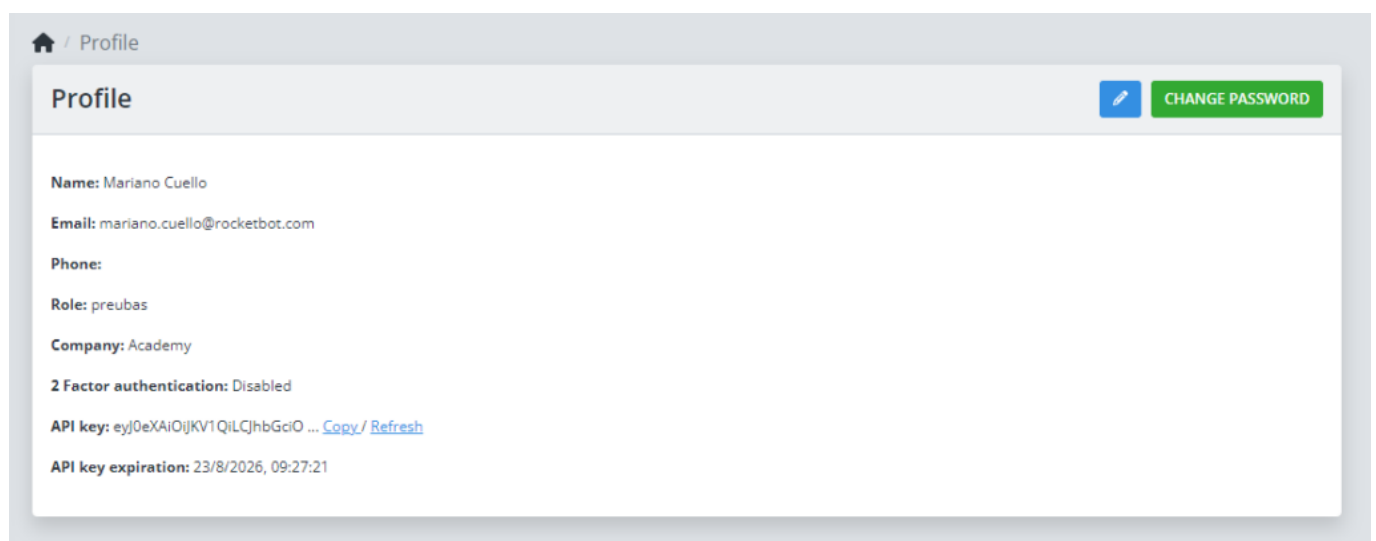 / Profile
Profile
CHANGE PASSWORD
Name: Mariano Cuello
Email: mariano.cuello@rocketbot.com
Phone:
Role: preubas
Company: Academy
2 Factor authentication: Disabled
API key: eyJ0eXAiOiJKV1QiLCJhbGciO ... Copy / Refresh
API key expiration: 23/8/2026, 09:27:21